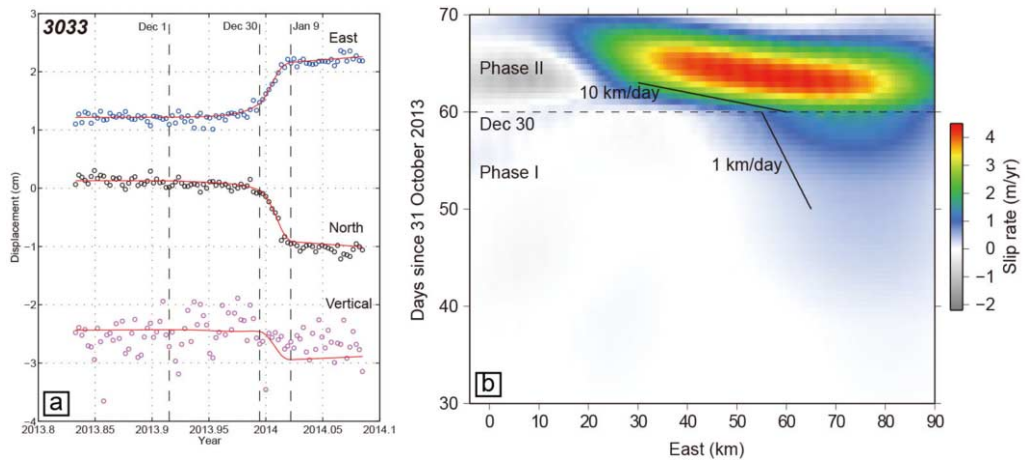 3033
Dec 1
Dec 30
Jan 9
East
North
Vertical
3
2
1
0
−1
−2
−3
−4
Displacement (cm)
2013.8 2013.85 2013.9 2013.95 2014 2014.05 2014.1
Year
a
70
60
50
40
30
Days since 31 October 2013
Phase II
10 km/day
Dec 30
Phase I
1 km/day
b
0 10 20 30 40 50 60 70 80 90
East (km)
4
3
2
1
0
−1
−2
Slip rate (m/yr)